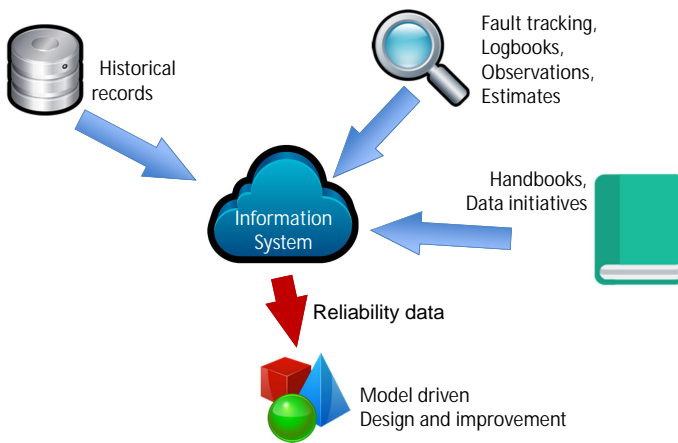 Historical
records
Fault tracking,
Logbooks,
Observations,
Estimates
Handbooks,
Data initiatives
Information
System
Reliability data
Model driven
Design and improvement